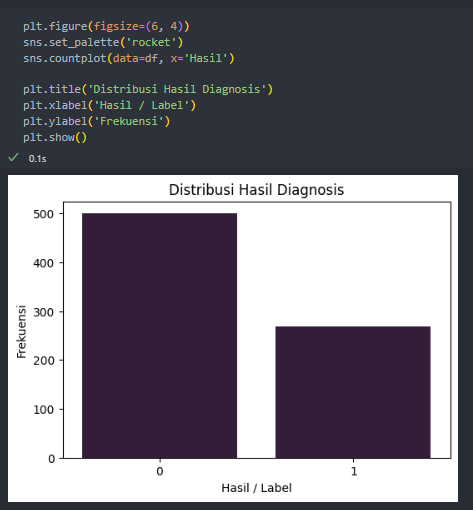 plt.figure(figsize=(6, 4))
sns.set_palette('rocket')
sns.countplot(data=df, x='Hasil')
plt.title('Distribusi Hasil Diagnosis')
plt.xlabel('Hasil / Label')
plt.ylabel('Frekuensi')
plt.show()
0.1s
Distribusi Hasil Diagnosis
500
400
300
200
100
0
Frekuensi
0 1
Hasil / Label